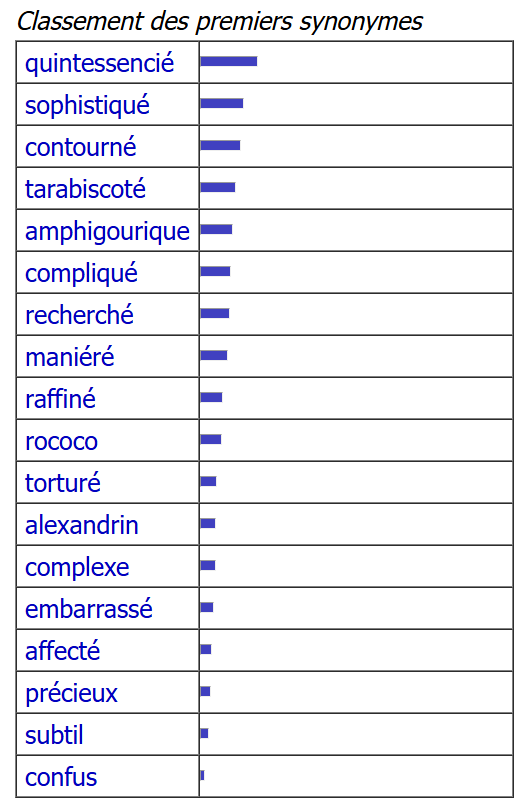 Classement des premiers synonymes
quintessencié
sophistiqué
contourné
tarabiscoté
amphigourique
compliqué
recherché
maniéré
raffiné
rococo
torturé
alexandrin
complexe
embarrassé
affecté
précieux
subtil
confus